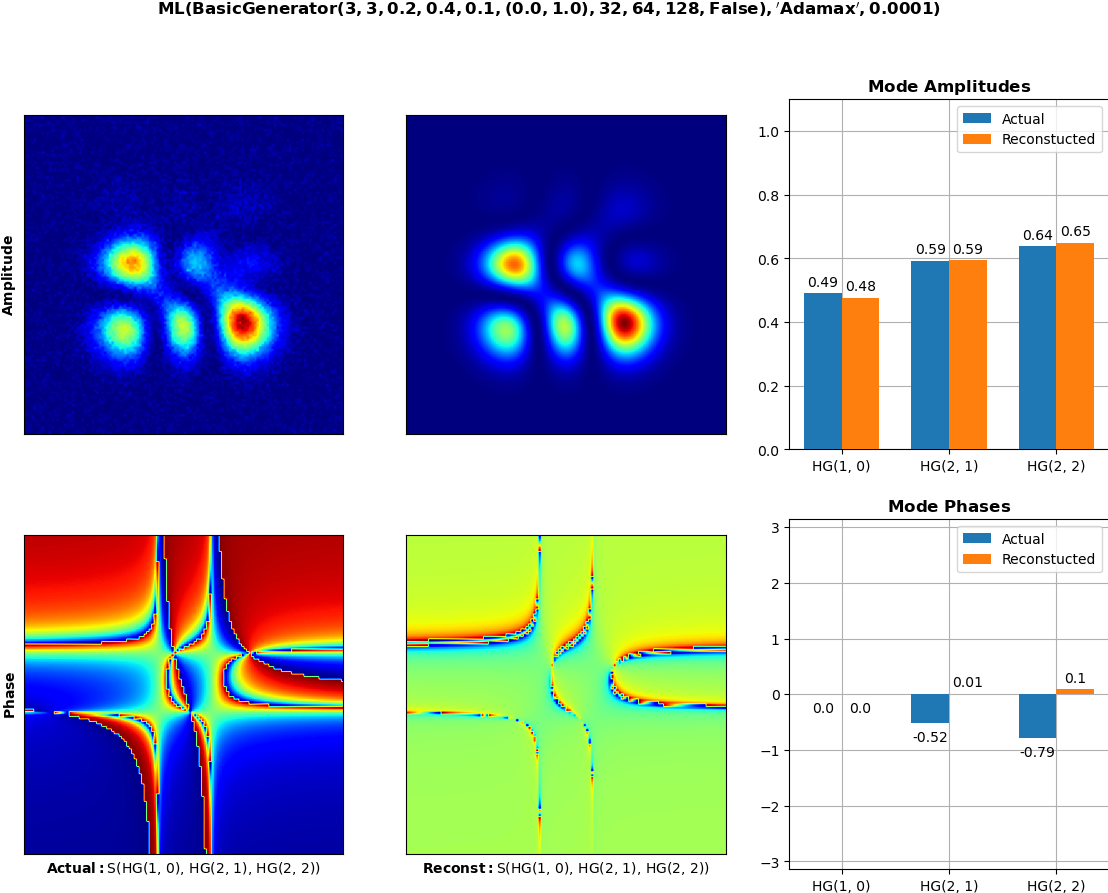 ML(BasicGenerator(3, 3, 0.2, 0.4, 0.1, (0.0, 1.0), 32, 64, 128, False), ′Adamax′, 0.0001)
Amplitude
Mode Amplitudes
Actual
Reconstucted
1.0
0.8
0.6
0.4
0.2
0.0
0.49
0.48
0.59
0.59
0.64
0.65
HG(1, 0)
HG(2, 1)
HG(2, 2)
Phase
Actual: S(HG(1, 0), HG(2, 1), HG(2, 2))
Reconst: S(HG(1, 0), HG(2, 1), HG(2, 2))
Mode Phases
Actual
Reconstucted
3
2
1
0
−1
−2
−3
0.0
0.0
-0.52
0.01
-0.79
0.1
HG(1, 0)
HG(2, 1)
HG(2, 2)